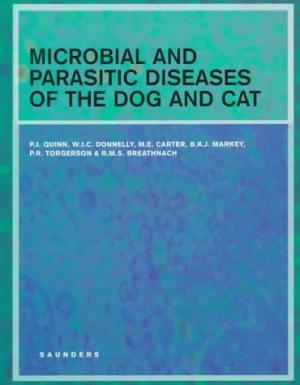 MICROBIAL AND
PARASITIC DISEASES
OF THE DOG AND CAT
P.J. QUINN, W.J.C. DONNELLY, M.E. CARTER, B.K.J. MARKEY,
P.R. TORGERSON & R.M.S. BREATHNACH
SAUNDERS